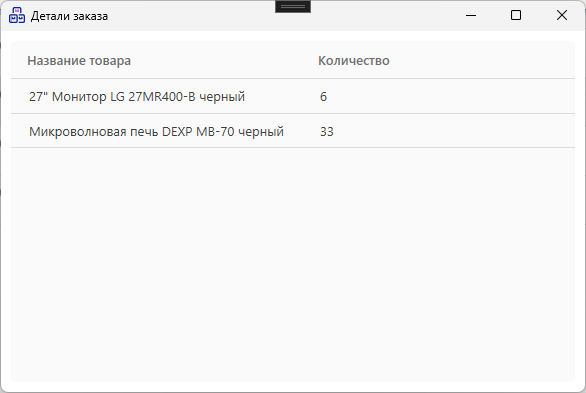 Детали заказа
Название товара Количество
27" Монитор LG 27MR400-B черный 6
Микроволновая печь DEXP MB-70 черный 33